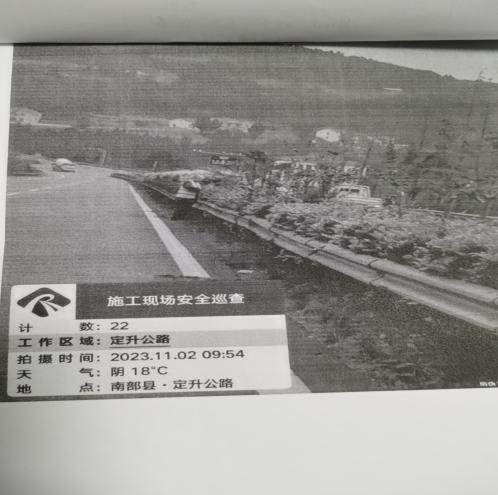 施工现场安全巡查
计 数: 22
工作区域: 定升公路
拍摄时间: 2023.11.02 09:54
天 气: 阴 18°C
地 点: 南部县·定升公路